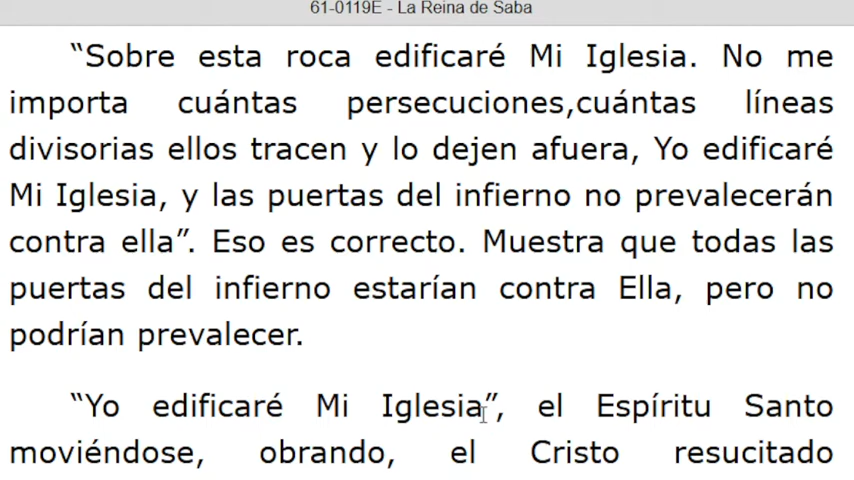 61-0119E - La Reina de Saba
“Sobre esta roca edificaré Mi Iglesia. No me
importa cuántas persecuciones,cuántas líneas
divisorias ellos tracen y lo dejen afuera, Yo edificaré
Mi Iglesia, y las puertas del infierno no prevalecerán
contra ella”. Eso es correcto. Muestra que todas las
puertas del infierno estarían contra Ella, pero no
podrían prevalecer.
“Yo edificaré Mi Iglesia”, el Espíritu Santo
moviéndose, obrando, el Cristo resucitado